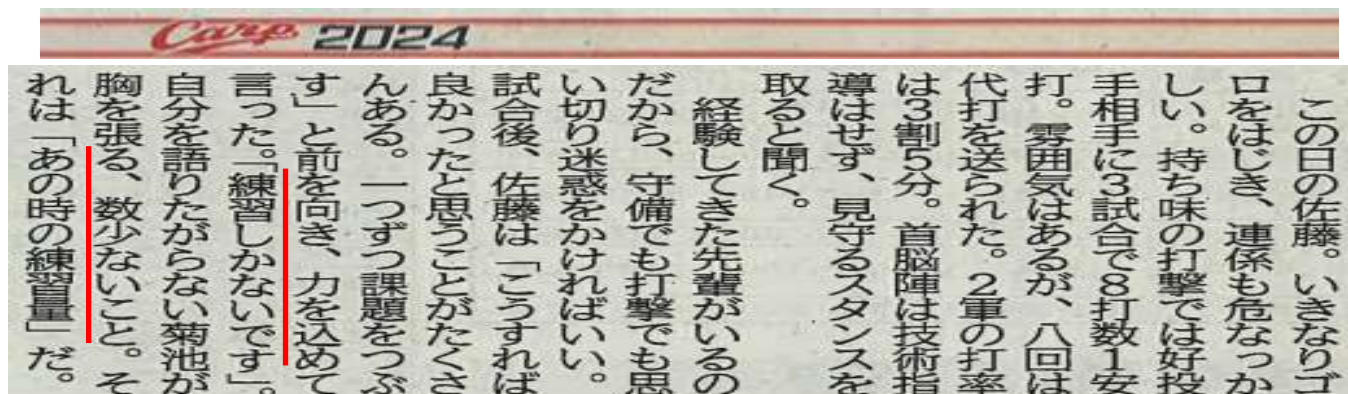 Carp 2024
この日の佐藤。いきなりゴ
ロをはじき、連係も危なっか
しい。持ち味の打撃では好投
手相手に3試合で8打数1安
打。雰囲気はあるが、八回は
代打を送られた。2軍の打率
は3割5分。首脳陣は技術指
導はせず、見守るスタンスを
取ると聞く。
経験してきた先輩がいるの
だから、守備でも打撃でも思
い切り迷惑をかければいい。
試合後、佐藤は「こうすれば
良かったと思うことがたくさ
んある。一つずつ課題をつぶ
す」と前を向き、力を込めて
言った。「練習しかないです」。
自分を語りたがらない菊池が
胸を張る、数少ないこと。そ
れは「あの時の練習量」だ。